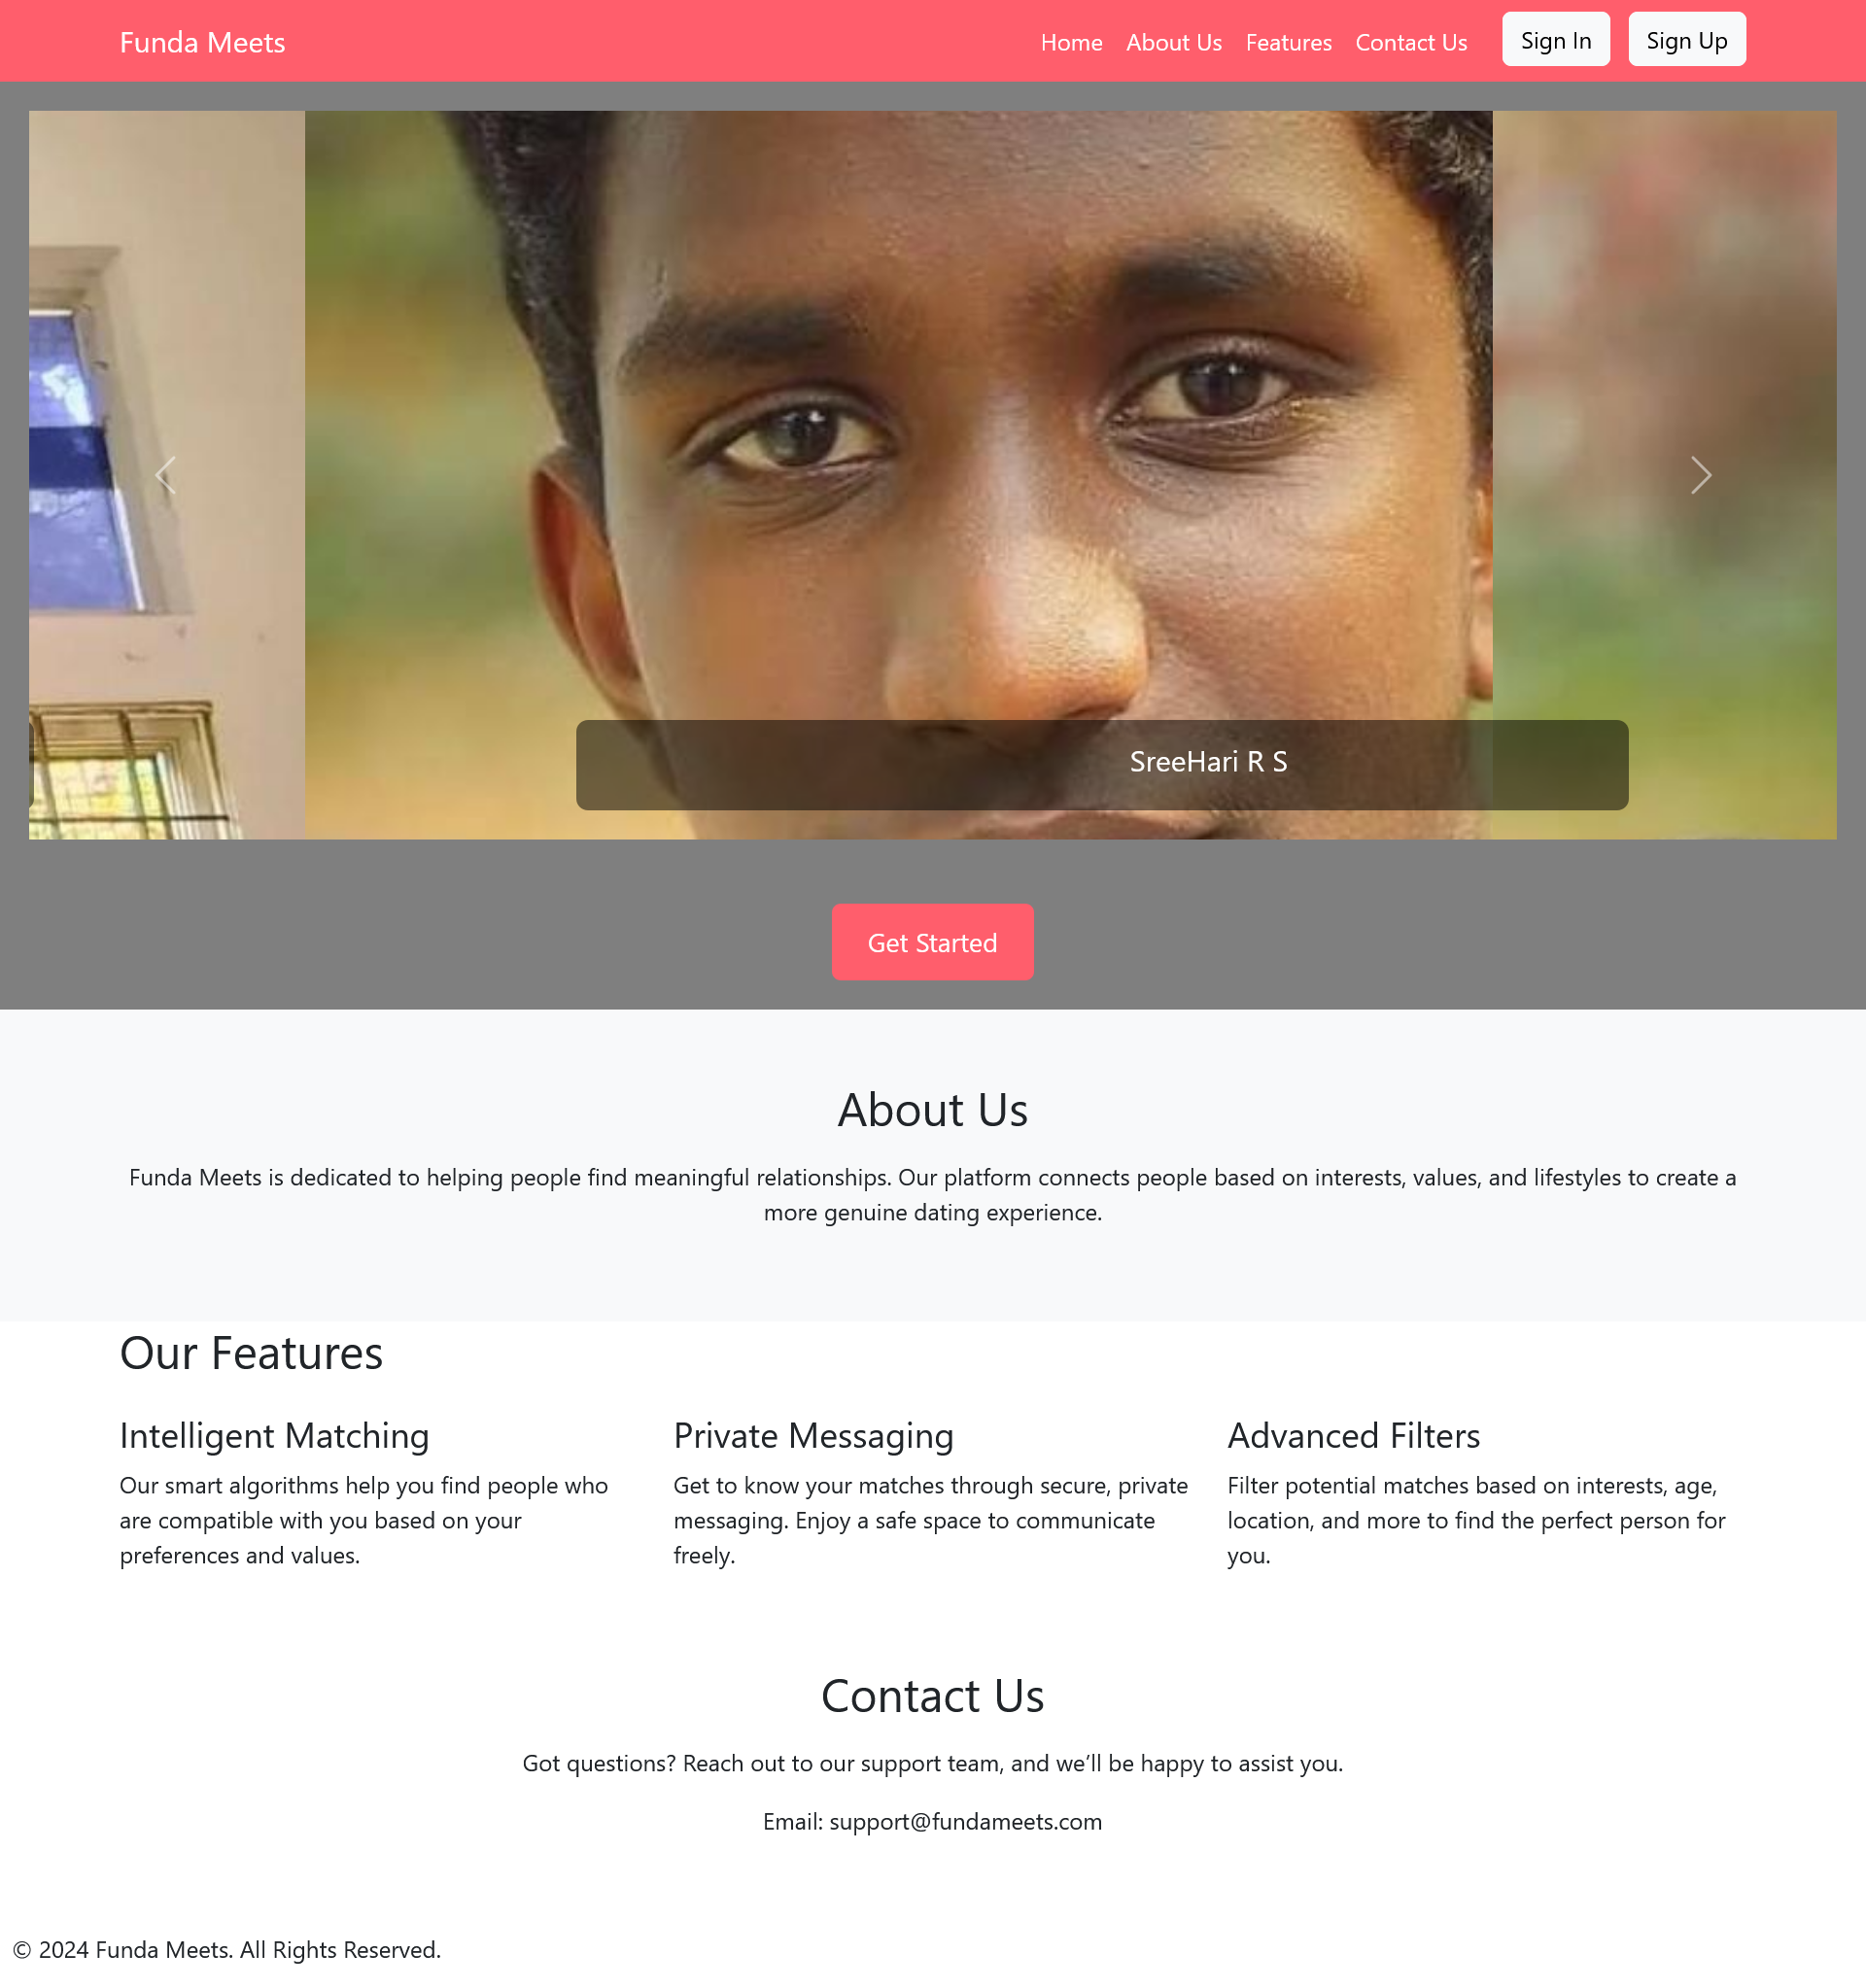 Funda Meets
Home
About Us
Features
Contact Us
Sign In
Sign Up
SreeHari R S
Get Started
About Us
Funda Meets is dedicated to helping people find meaningful relationships. Our platform connects people based on interests, values, and lifestyles to create a
more genuine dating experience.
Our Features
Intelligent Matching
Our smart algorithms help you find people who
are compatible with you based on your
preferences and values.
Private Messaging
Get to know your matches through secure, private
messaging. Enjoy a safe space to communicate
freely.
Advanced Filters
Filter potential matches based on interests, age,
location, and more to find the perfect person for
you.
Contact Us
Got questions? Reach out to our support team, and we’ll be happy to assist you.
Email: support@fundameets.com
© 2024 Funda Meets. All Rights Reserved.